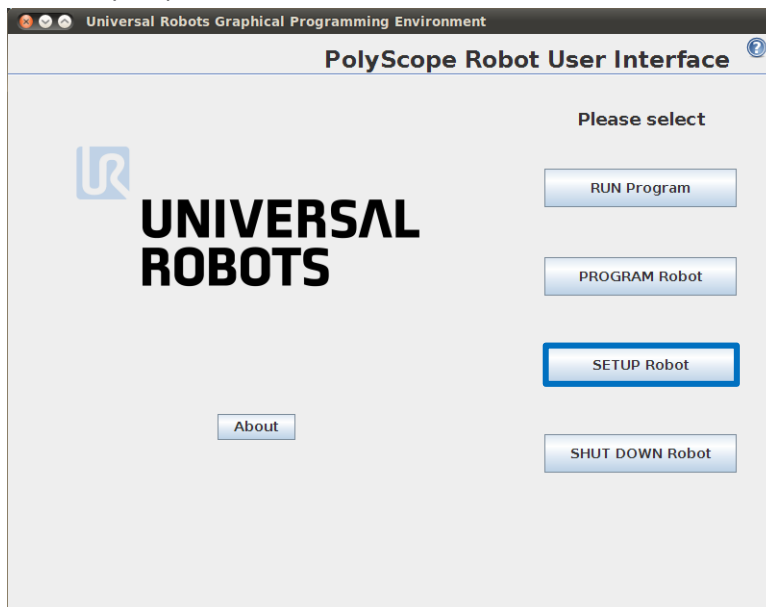 Universal Robots Graphical Programming Environment
PolyScope Robot User Interface ?
Please select
UR
UNIVERSAL
ROBOTS
RUN Program
PROGRAM Robot
SETUP Robot
About
SHUT DOWN Robot